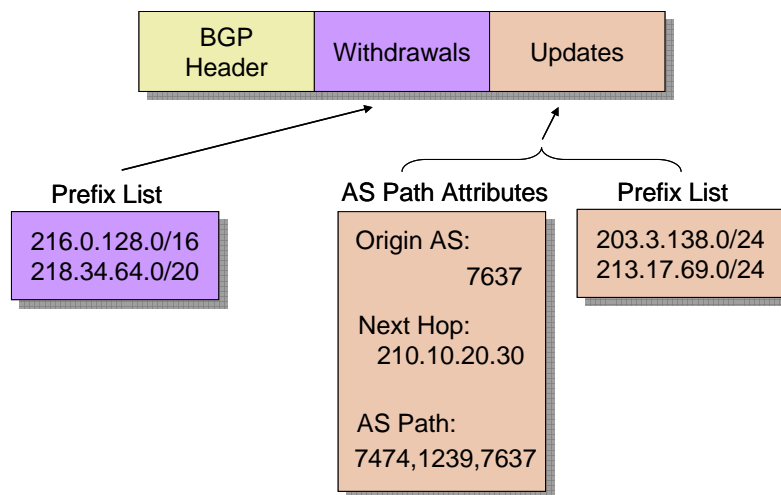 BGP
Header
Withdrawals
Updates
Prefix List
216.0.128.0/16
218.34.64.0/20
AS Path Attributes
Origin AS:
7637
Next Hop:
210.10.20.30
AS Path:
7474,1239,7637
Prefix List
203.3.138.0/24
213.17.69.0/24